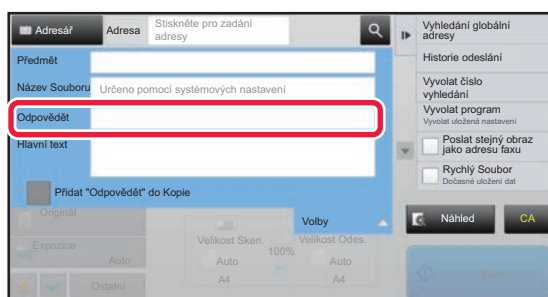 Adresář
Adresa
Stiskněte pro zadání
adresy
Předmět
Název Souboru
Určeno pomocí systémových nastavení
Odpovědět
Hlavní text
Přidat "Odpovědět" do Kopie
Originál
Volby
Expozice
Auto
Velikost Sken.
100%
Velikost Odes.
Auto
Auto
A4
A4
Ostatní
Vyhledání globální
adresy
Historie odeslání
Vyvolat číslo
vyhledání
Vyvolat program
Vyvolat uložená nastavení
Poslat stejný obraz
jako adresu faxu
Rychlý Soubor
Dočasné uložení dat
Náhled
CA
Start